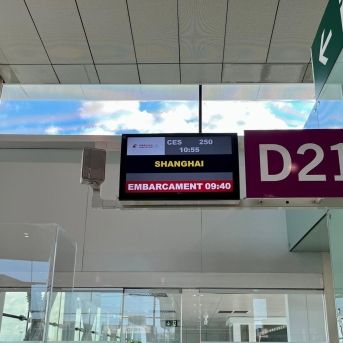 CES 250
10:55
SHANGHAI
EMBARCAMENT 09:40
D21